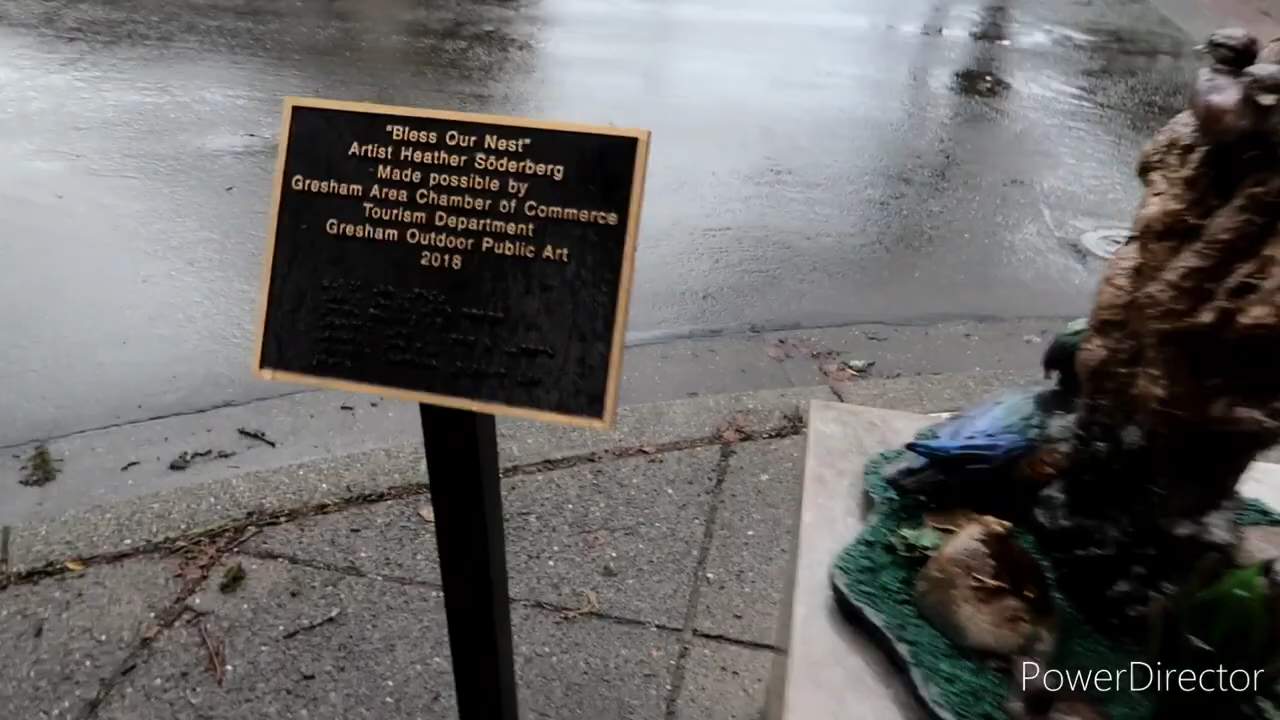 "Bless Our Nest"
Artist Heather Söderberg
Made possible by
Gresham Area Chamber of Commerce
Tourism Department
Gresham Outdoor Public Art
2018
PowerDirector